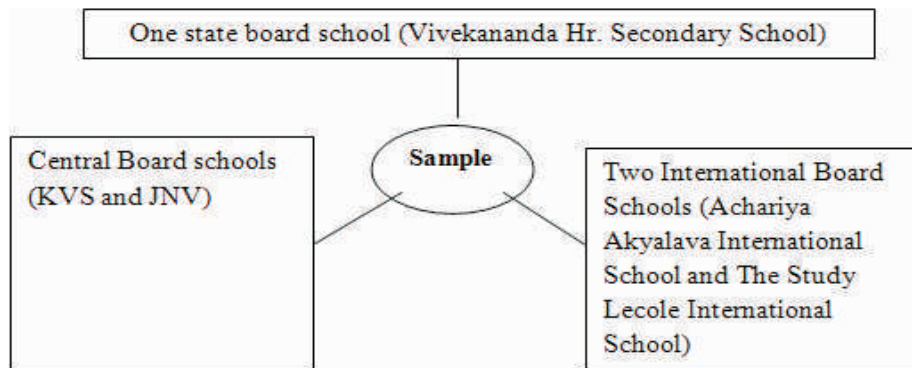 One state board school (Vivekananda Hr. Secondary School)
Sample
Central Board schools
(KVS and JNV)
Two International Board
Schools (Achariya
Akyalava International
School and The Study
Lecole International
School)